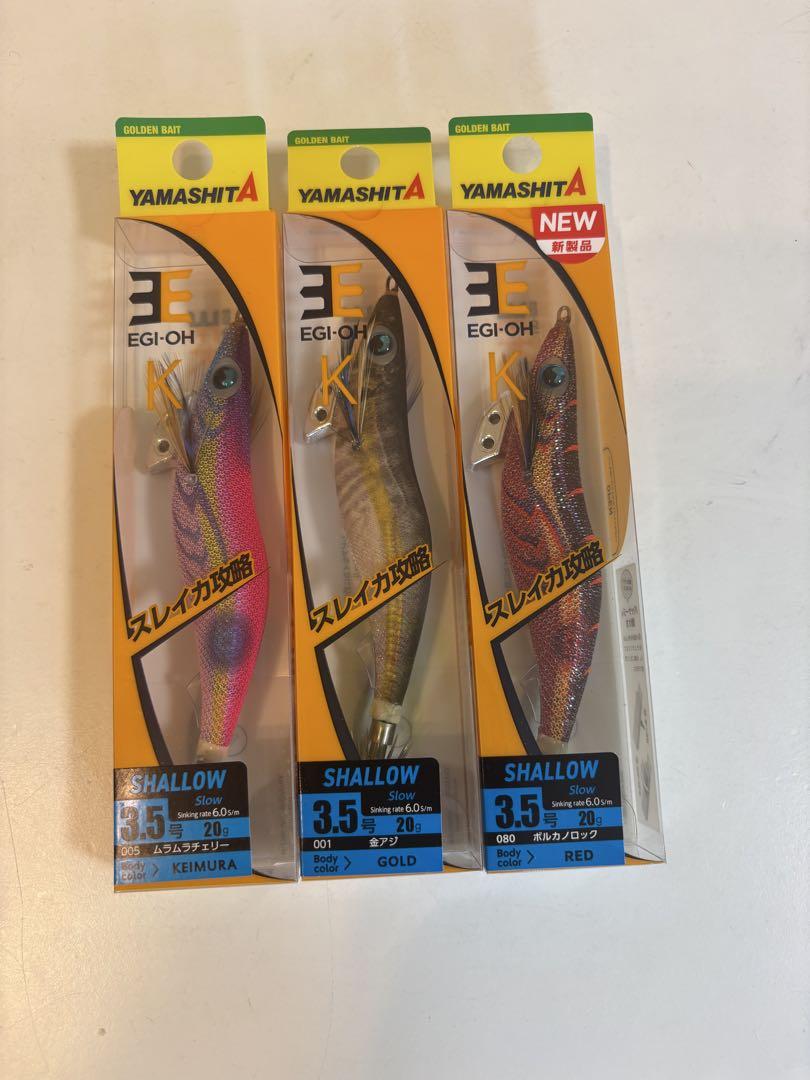 GOLDEN BAIT
YAMASHITA
EGI-OH
K
スレイカ攻略
SHALLOW
Slow
Sinking rate 6.0 S/m
3.5号 20g
005 ムラムラチェリー
Body color > KEIMURA
GOLDEN BAIT
YAMASHITA
EGI-OH
K
スレイカ攻略
SHALLOW
Slow
Sinking rate 6.0 S/m
3.5号 20g
001 金アジ
Body color > GOLD
GOLDEN BAIT
YAMASHITA
NEW
新製品
EGI-OH
K
スレイカ攻略
OPEN
SHALLOW
Slow
Sinking rate 6.0 S/m
3.5号 20g
080 ボルカノロック
Body color > RED